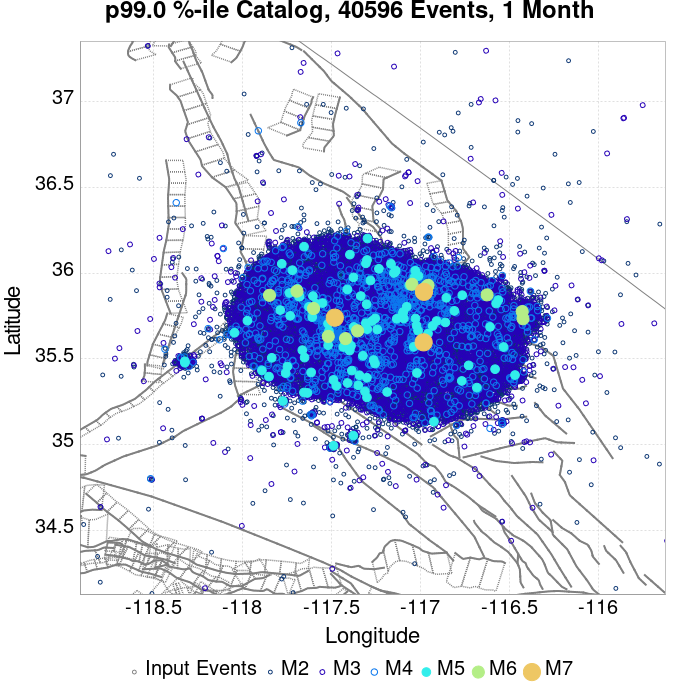 p99.0 %-ile Catalog, 40596 Events, 1 Month
37
36.5
36
35.5
35
34.5
Latitude
-118.5 -118 -117.5 -117 -116.5 -116
Longitude
Input Events M2 M3 M4 M5 M6 M7